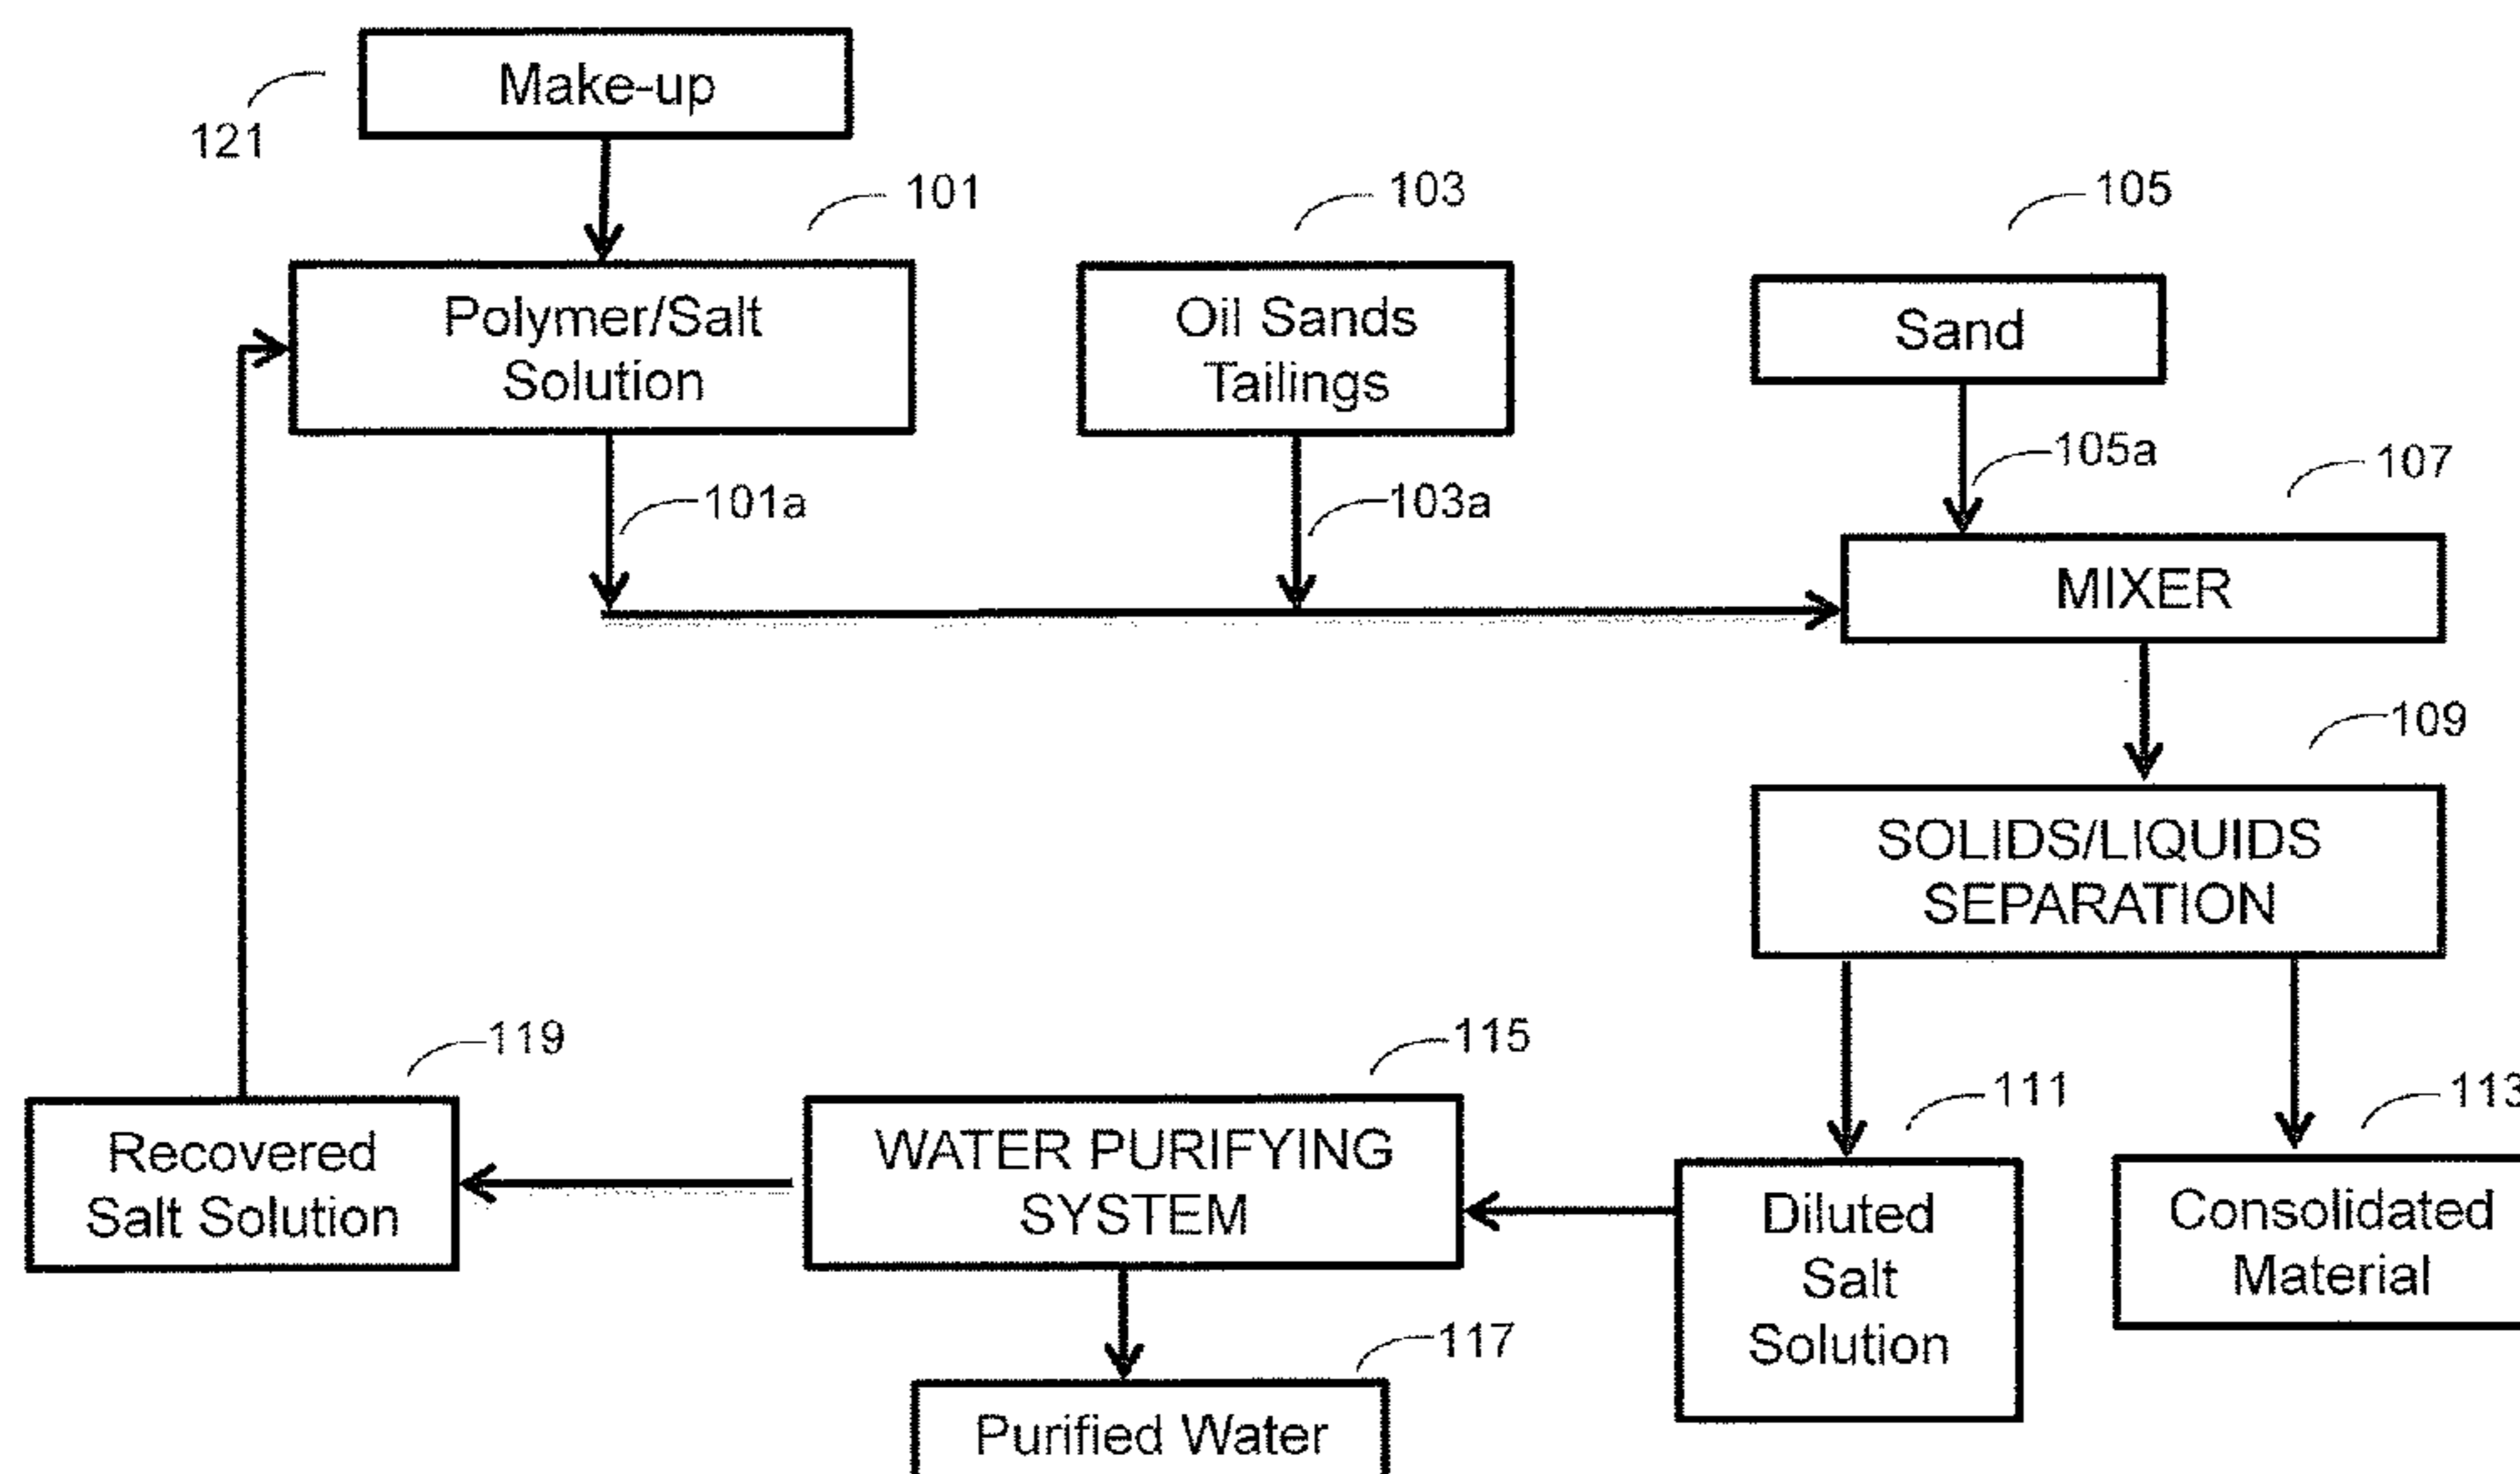 Make-up
121
101
103
105
Polymer/Salt
Solution
Oil Sands
Tailings
Sand
105a
107
101a
103a
MIXER
109
SOLIDS/LIQUIDS
SEPARATION
119
115
111
113
Recovered
Salt Solution
WATER PURIFYING
SYSTEM
Diluted
Salt
Solution
Consolidated
Material
117
Purified Water